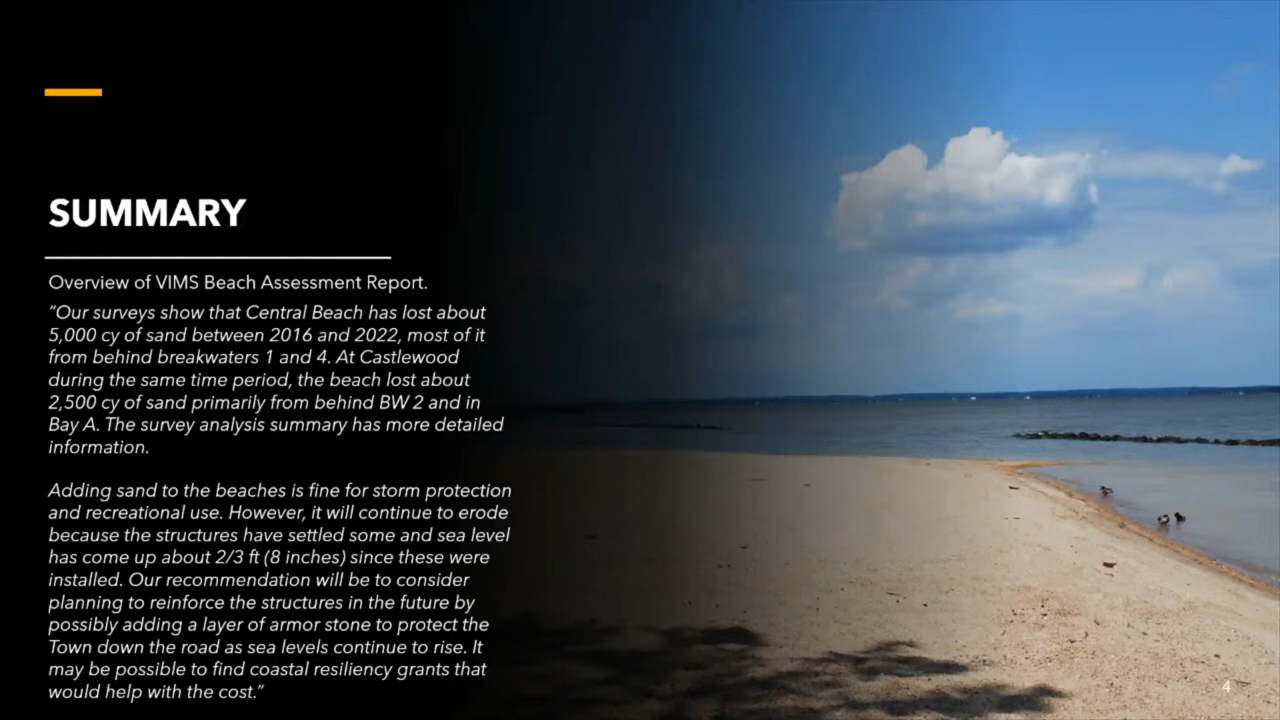 SUMMARY
Overview of VIMS Beach Assessment Report.
“Our surveys show that Central Beach has lost about
5,000 cy of sand between 2016 and 2022, most of it
from behind breakwaters 1 and 4. At Castlewood
during the same time period, the beach lost about
2,500 cy of sand primarily from behind BW 2 and in
Bay A. The survey analysis summary has more detailed
information.
Adding sand to the beaches is fine for storm protection
and recreational use. However, it will continue to erode
because the structures have settled some and sea level
has come up about 2/3 ft (8 inches) since these were
installed. Our recommendation will be to consider
planning to reinforce the structures in the future by
possibly adding a layer of armor stone to protect the
Town down the road as sea levels continue to rise. It
may be possible to find coastal resiliency grants that
would help with the cost.”
4